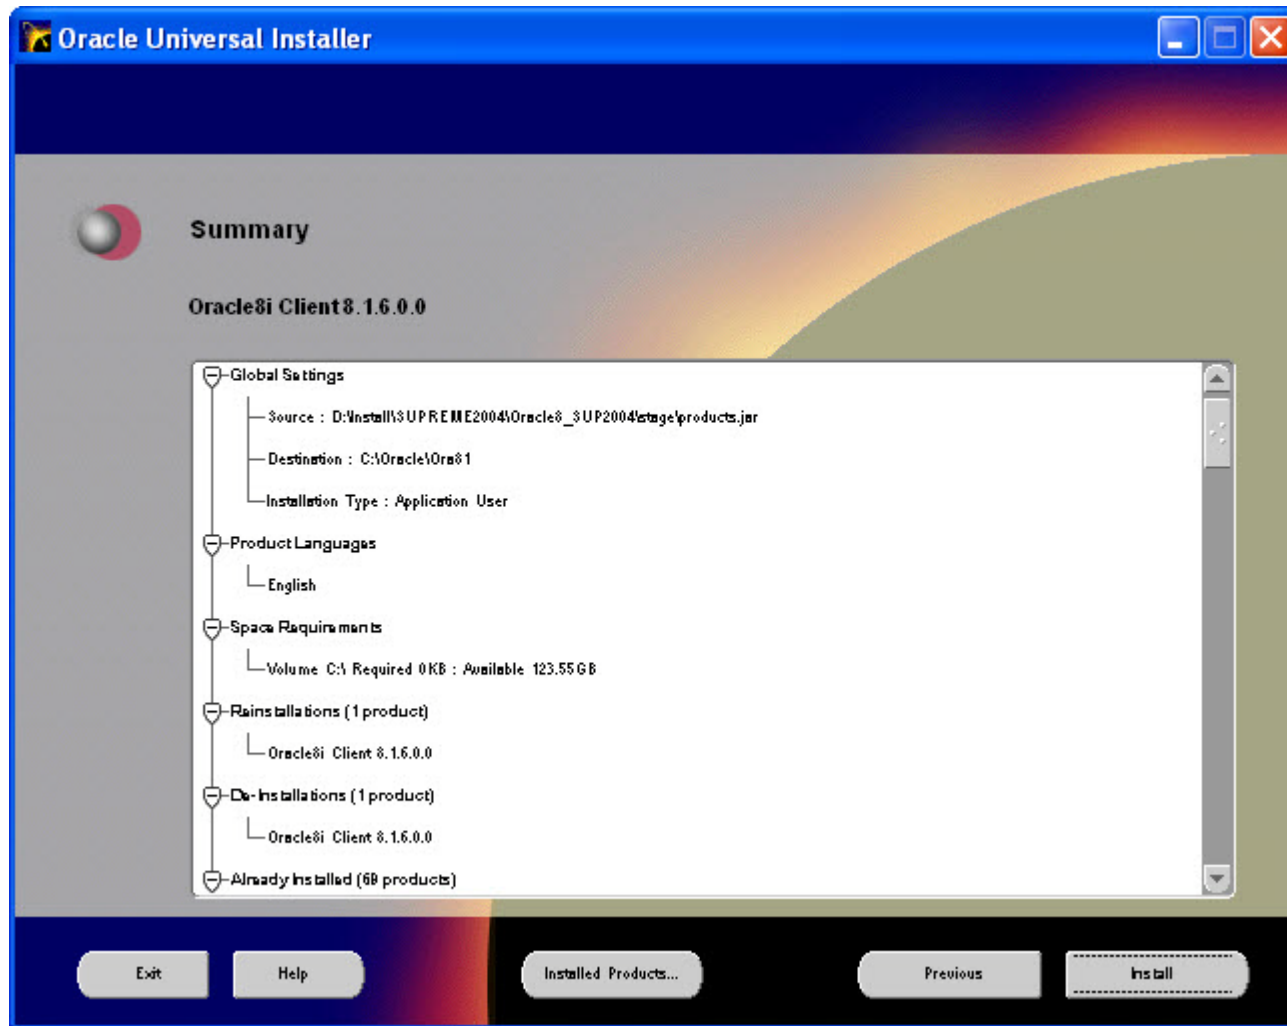 Oracle Universal Installer
Summary
Oracle8i Client 8.1.6.0.0
Global Settings
Source : D:\Install\SUPREME2004\Oracle8_SUP2004\stage\products.jar
Destination : C:\Oracle\Ora81
Installation Type : Application User
Product Languages
English
Space Requirements
Volume C:\ Required 0KB : Available 123.55GB
Reinstallations (1 product)
Oracle8i Client 8.1.6.0.0
De-Installations (1 product)
Oracle8i Client 8.1.6.0.0
Already Installed (69 products)
Exit
Help
Installed Products...
Previous
Install